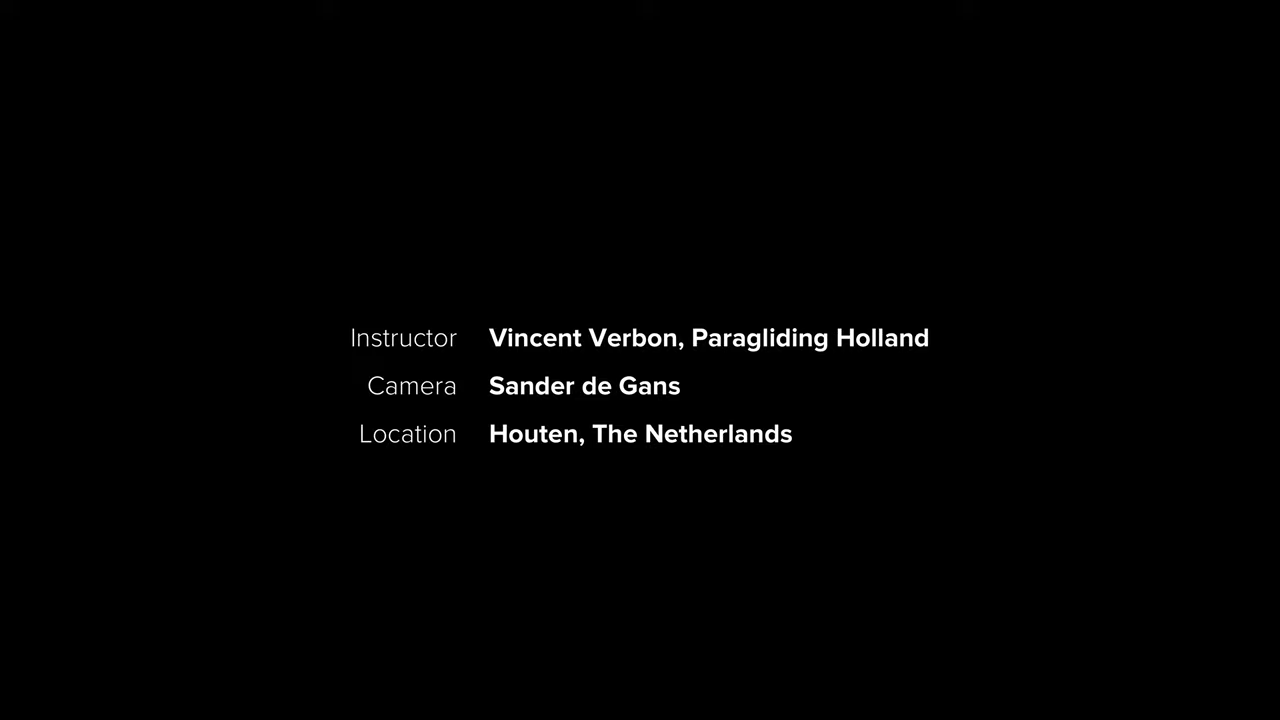 Instructor Vincent Verbon, Paragliding Holland
Camera Sander de Gans
Location Houten, The Netherlands